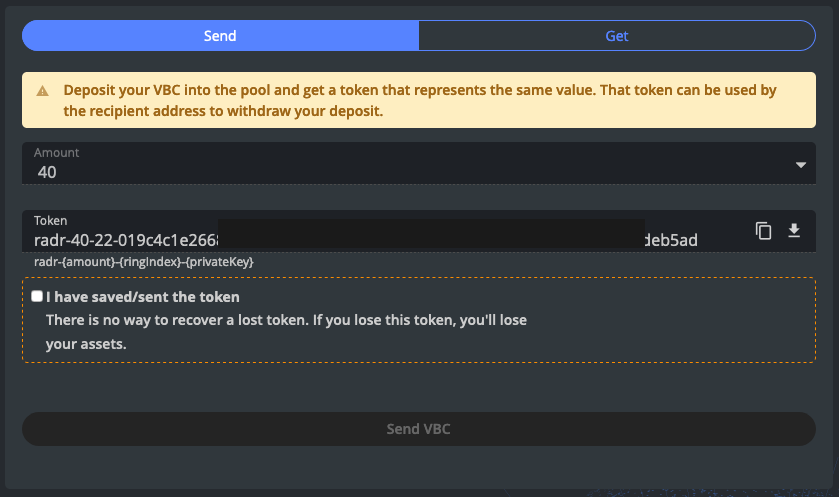 Send
Get
Deposit your VBC into the pool and get a token that represents the same value. That token can be used by
the recipient address to withdraw your deposit.
Amount
40
Token
radr-40-22-019c4c1e266 deb5ad
radr-{amount}-{ringIndex}-{privateKey}
I have saved/sent the token
There is no way to recover a lost token. If you lose this token, you'll lose
your assets.
Send VBC